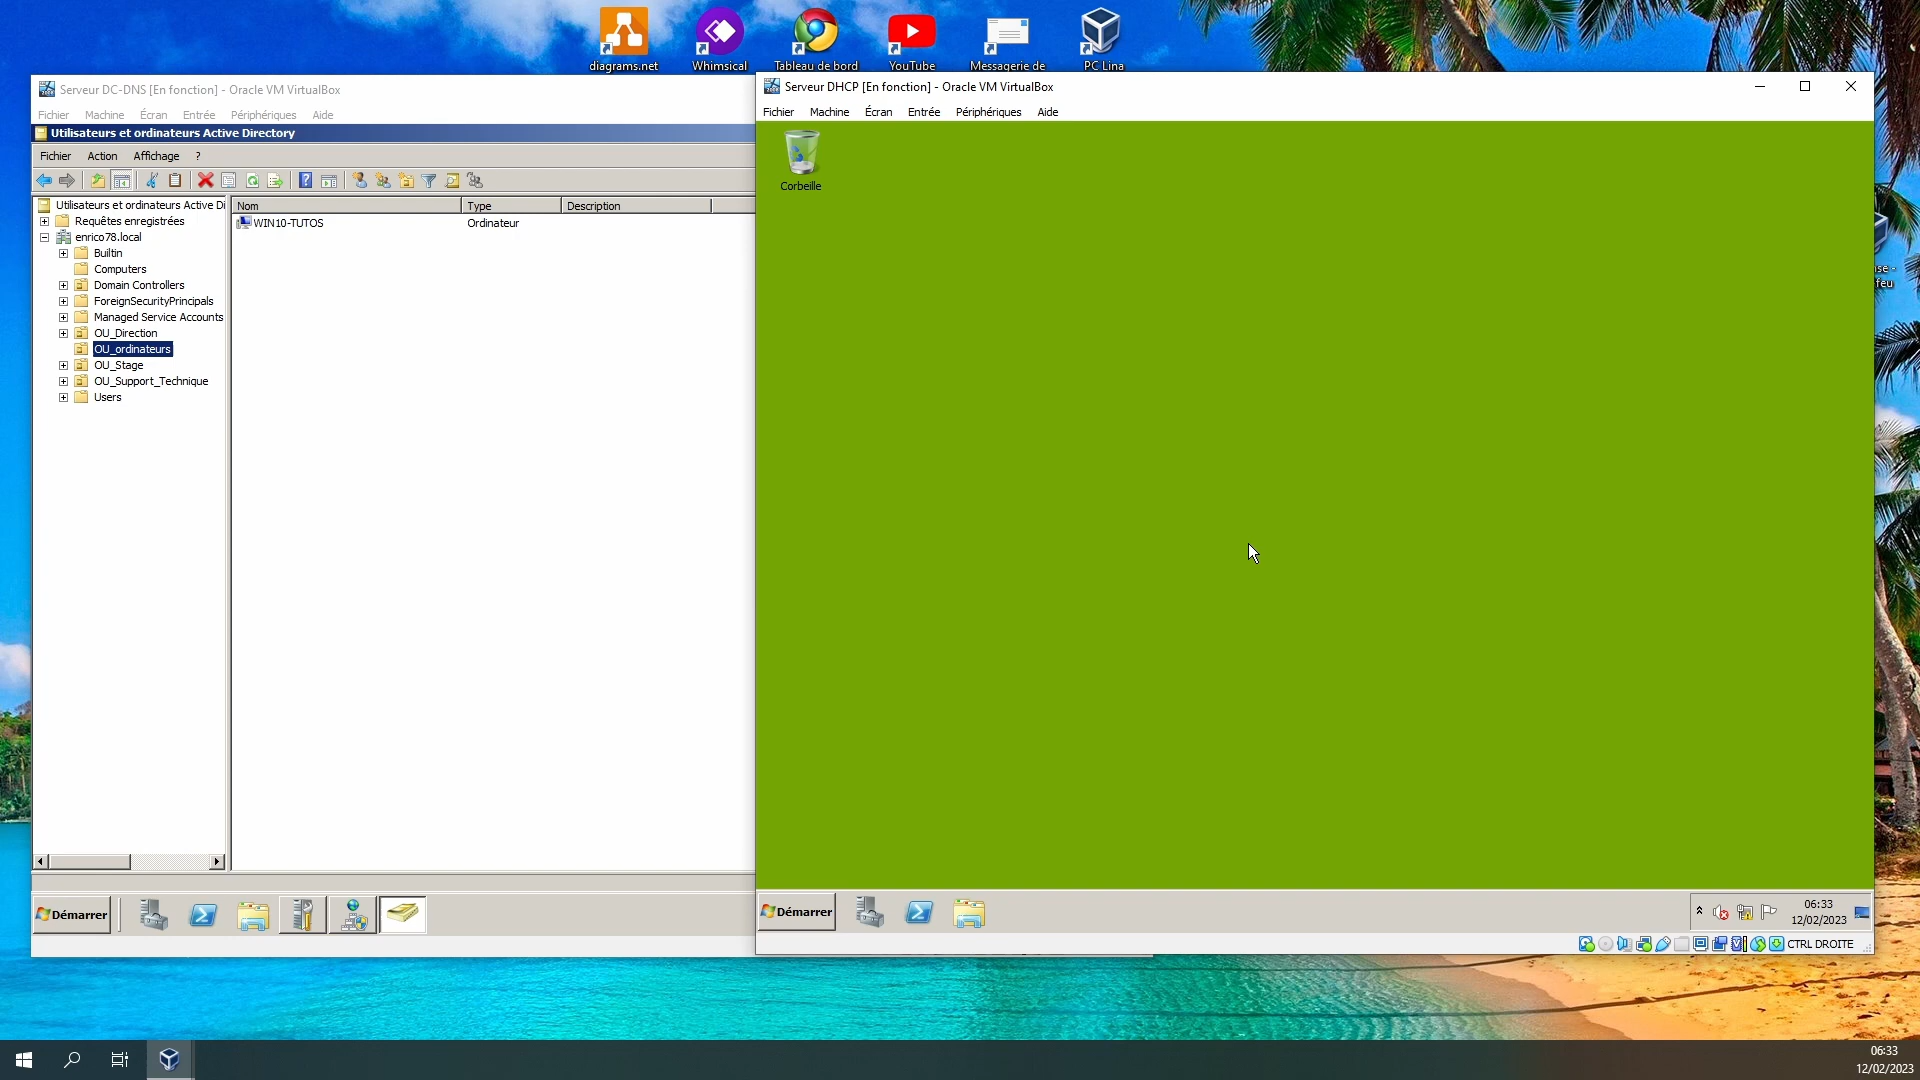 diagrams.net
Whimsical
Tableau de bord
YouTube
Messagerie de
PC Lina
Serveur DC-DNS [En fonction] - Oracle VM VirtualBox
Fichier Machine Écran Entrée Périphériques Aide
Utilisateurs et ordinateurs Active Directory
Fichier Action Affichage ?
Utilisateurs et ordinateurs Active Di
Requêtes enregistrées
enrico78.local
Builtin
Computers
Domain Controllers
ForeignSecurityPrincipals
Managed Service Accounts
OU_Direction
OU_ordinateurs
OU_Stage
OU_Support_Technique
Users
Nom Type Description
WIN10-TUTOS Ordinateur
Démarrer
Serveur DHCP [En fonction] - Oracle VM VirtualBox
Fichier Machine Écran Entrée Périphériques Aide
Corbeille
Démarrer
06:33
12/02/2023
CTRL DROITE
feu
06:33
12/02/2023